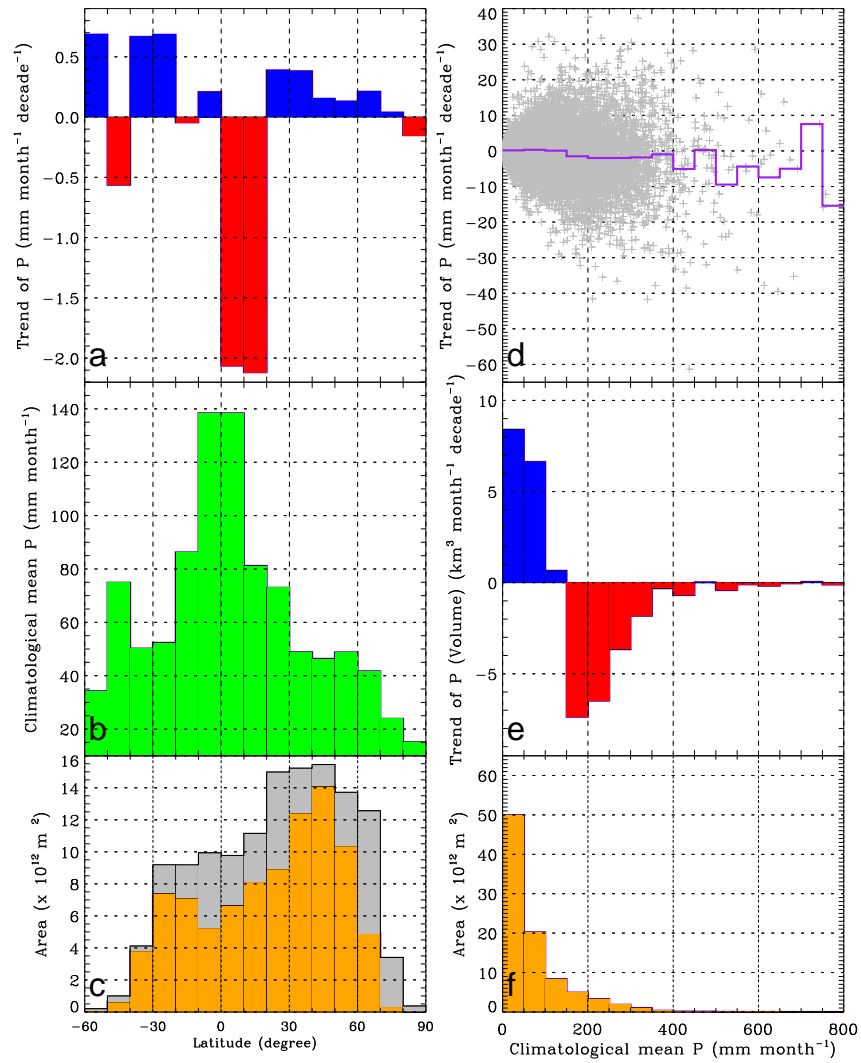 Trend of P (mm month⁻¹ decade⁻¹)
0.5
0.0
−0.5
−1.0
−1.5
−2.0
a
Climatological mean P (mm month⁻¹)
140
120
100
80
60
40
20
b
Area (x 10¹² m ²)
16
14
12
10
8
6
4
2
0
c
−60 −30 0 30 60 90
Latitude (degree)
Trend of P (mm month⁻¹ decade⁻¹)
40
30
20
10
0
−10
−20
−30
−40
−50
−60
d
Trend of P (Volume) (km³ month⁻¹ decade⁻¹)
10
5
0
−5
e
Area (x 10¹² m ²)
60
50
40
30
20
10
0
f
0 200 400 600 800
Climatological mean P (mm month⁻¹)